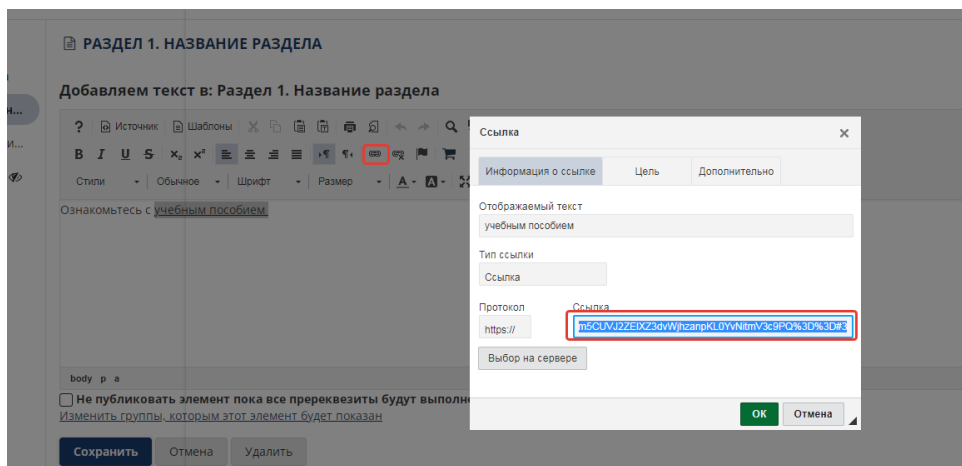 РАЗДЕЛ 1. НАЗВАНИЕ РАЗДЕЛА
Добавляем текст в: Раздел 1. Название раздела
? Источник Шаблоны
B I U S x₂ x²
Стили Обычное Шрифт Размер A A
Ознакомьтесь с учебным пособием
body p a
Не публиковать элемент пока все пререквезиты будут
Изменить группы, которым этот элемент будет показан
Сохранить Отмена Удалить
Ссылка
Информация о ссылке Цель Дополнительно
Отображаемый текст
учебным пособием
Тип ссылки
Ссылка
Протокол Ссылка
https:// m5CUVJ2ZEIXZ3dvWjhzanpKL0YvNitmV3c9PQ%3D%3D#3
Выбор на сервере
ОК Отмена